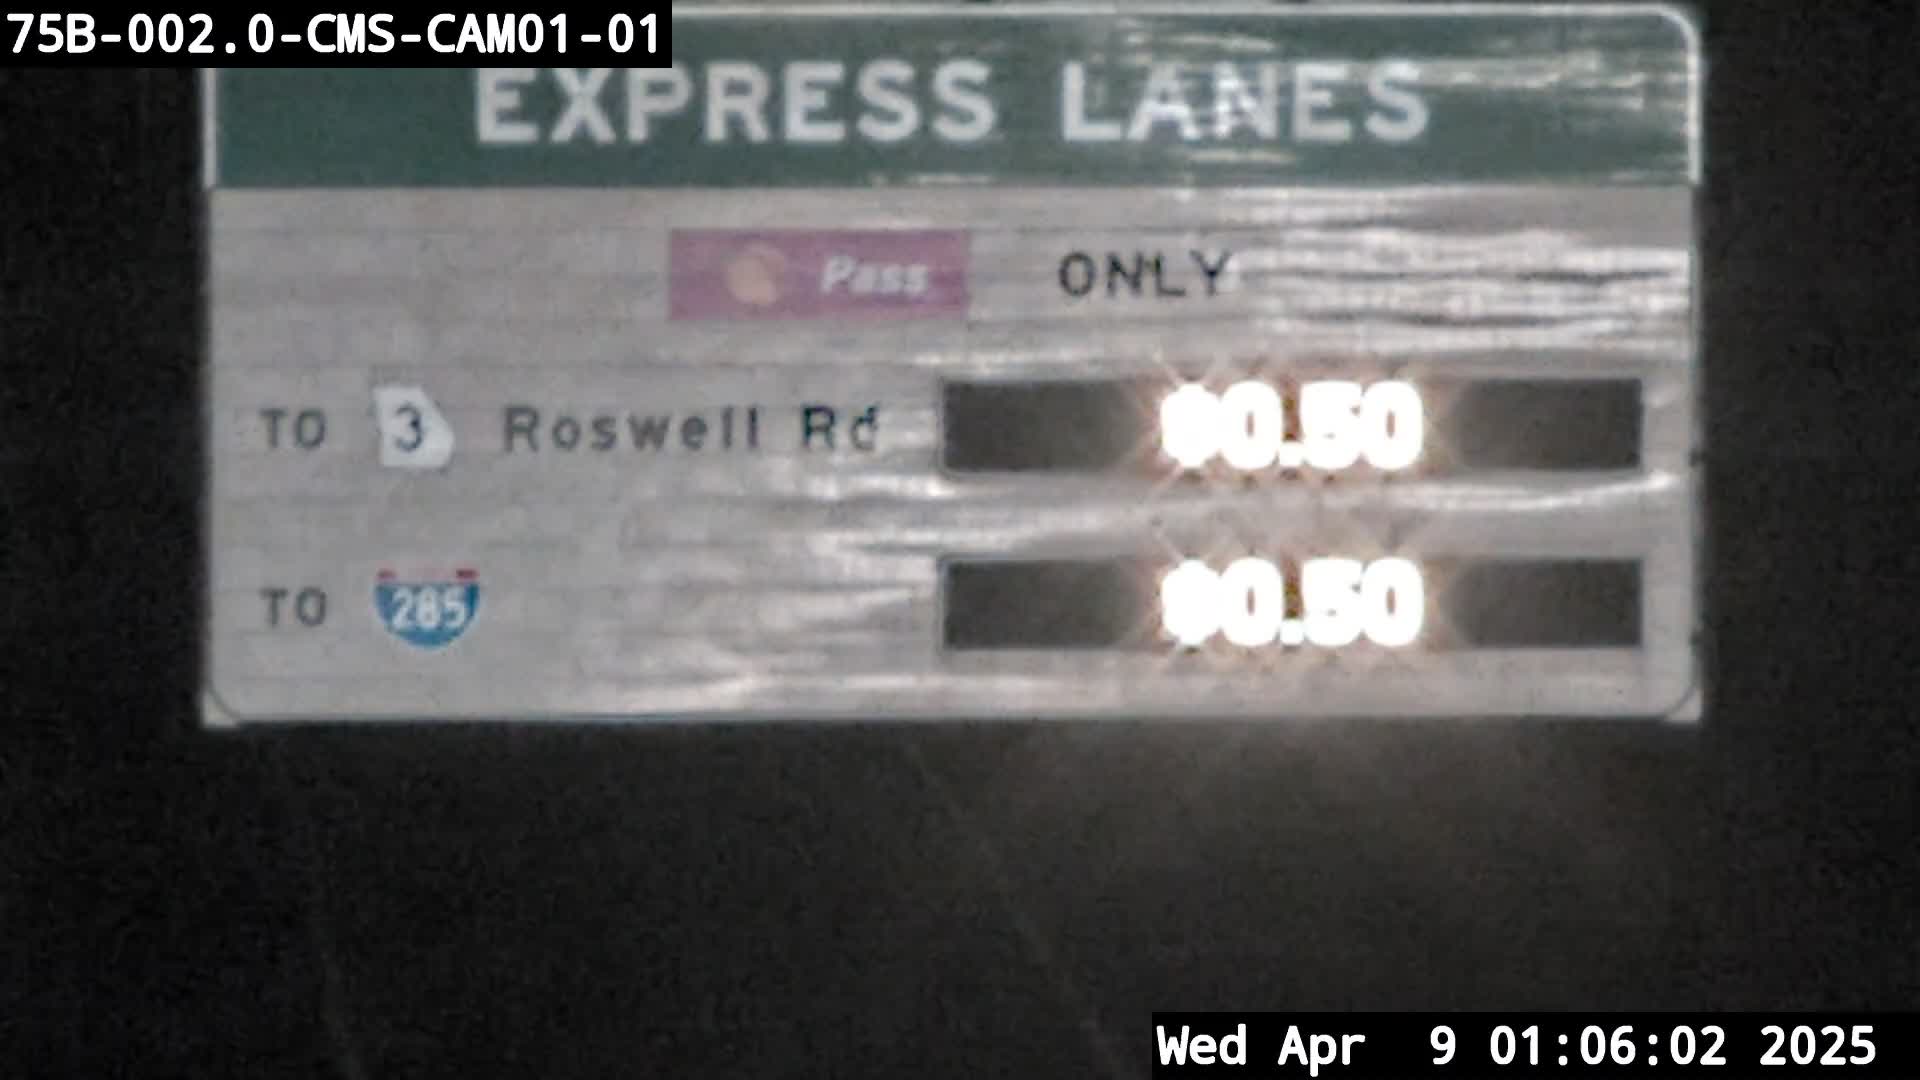 75B-002.0-CMS-CAM01-01
EXPRESS LANES
Pass ONLY
TO 3 Roswell Rd $0.50
TO 285 $0.50
Wed Apr 9 01:06:02 2025